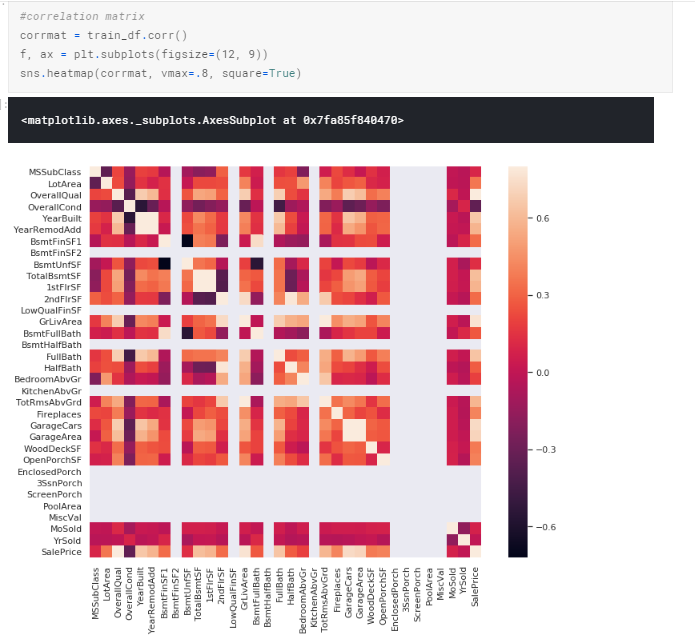 #correlation matrix
corrmat = train_df.corr()
f, ax = plt.subplots(figsize=(12, 9))
sns.heatmap(corrmat, vmax=.8, square=True)
<matplotlib.axes._subplots.AxesSubplot at 0x7fa85f840470>
MSSubClass
LotArea
OverallQual
OverallCond
YearBuilt
YearRemodAdd
BsmtFinSF1
BsmtFinSF2
BsmtUnfSF
TotalBsmtSF
1stFlrSF
2ndFlrSF
LowQualFinSF
GrLivArea
BsmtFullBath
BsmtHalfBath
FullBath
HalfBath
BedroomAbvGr
KitchenAbvGr
TotRmsAbvGrd
Fireplaces
GarageCars
GarageArea
WoodDeckSF
OpenPorchSF
EnclosedPorch
3SsnPorch
ScreenPorch
PoolArea
MiscVal
MoSold
YrSold
SalePrice
MSSubClass
LotArea
OverallQual
OverallCond
YearBuilt
YearRemodAdd
BsmtFinSF1
BsmtFinSF2
BsmtUnfSF
TotalBsmtSF
1stFlrSF
2ndFlrSF
LowQualFinSF
GrLivArea
BsmtFullBath
BsmtHalfBath
FullBath
HalfBath
BedroomAbvGr
KitchenAbvGr
TotRmsAbvGrd
Fireplaces
GarageCars
GarageArea
WoodDeckSF
OpenPorchSF
EnclosedPorch
3SsnPorch
ScreenPorch
PoolArea
MiscVal
MoSold
YrSold
SalePrice
0.6
0.3
0.0
−0.3
−0.6